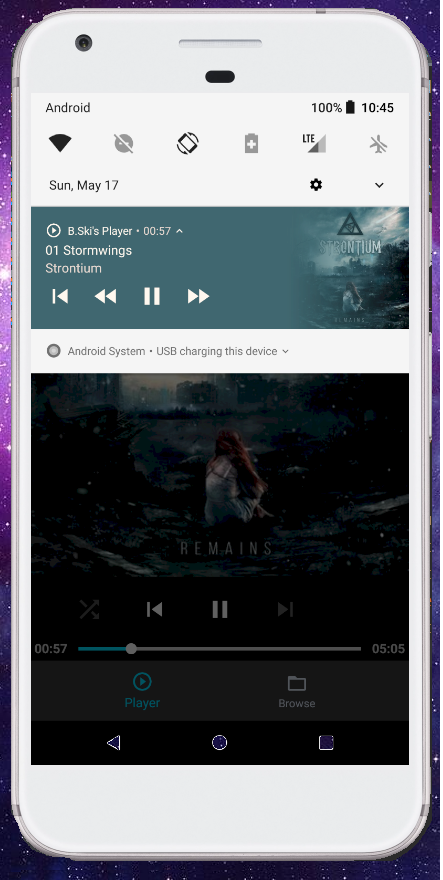 Android 100% 10:45
LTE
Sun, May 17
B.Ski's Player • 00:57
01 Stormwings
Strontium
STRONTIUM
REMAINS
Android System • USB charging this device
REMAINS
00:57 05:05
Player Browse